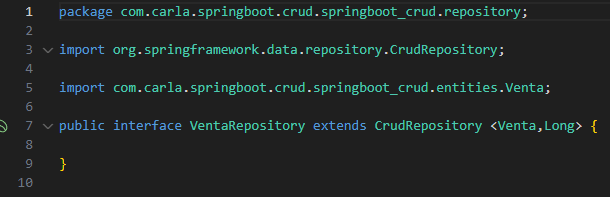 1 package com.carla.springboot.crud.springboot_crud.repository;
2
3 import org.springframework.data.repository.CrudRepository;
4
5 import com.carla.springboot.crud.springboot_crud.entities.Venta;
6
7 public interface VentaRepository extends CrudRepository <Venta,Long> {
8
9 }
10